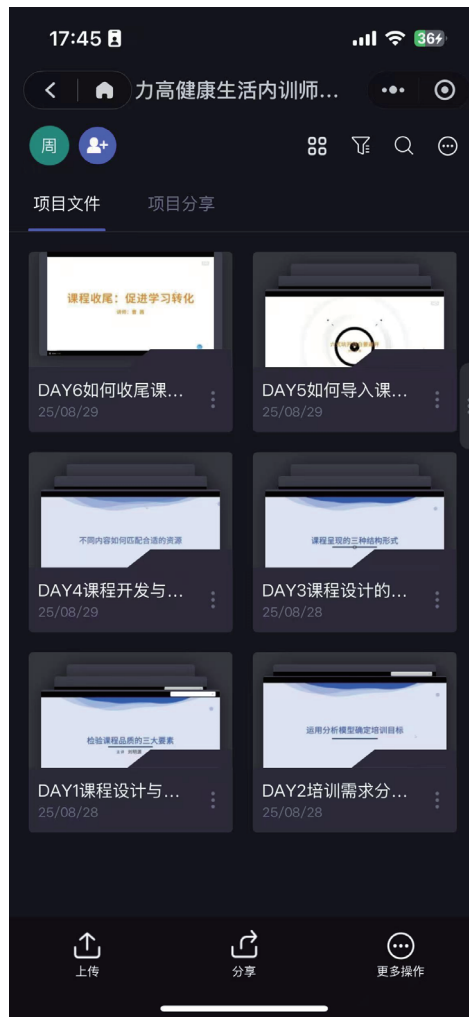 17:45
36
力高健康生活内训师...
周
项目文件
项目分享
课程收尾：促进学习转化
DAY6如何收尾课...
25/08/29
DAY5如何导入课...
25/08/29
不同内容如何匹配合适的资源
DAY4课程开发与...
25/08/29
课程呈现的三种结构形式
DAY3课程设计的...
25/08/28
检验课程品质的三大要素
DAY1课程设计与...
25/08/28
运用分析模型确定培训目标
DAY2培训需求分...
25/08/28
上传
分享
更多操作